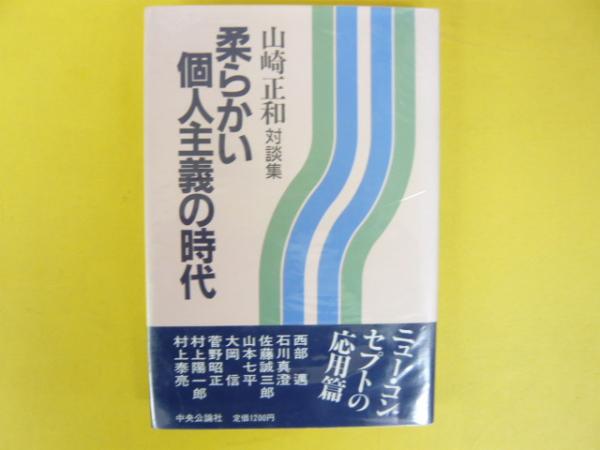 山崎正和対談集
柔らかい
個人主義の時代
ニュー・コン
セプトの
応用篇
西部 邁
石川真澄
佐藤誠三郎
山本七平
大岡 信
菅野昭正
村上陽一郎
村上泰亮
中央公論社 定価1200円